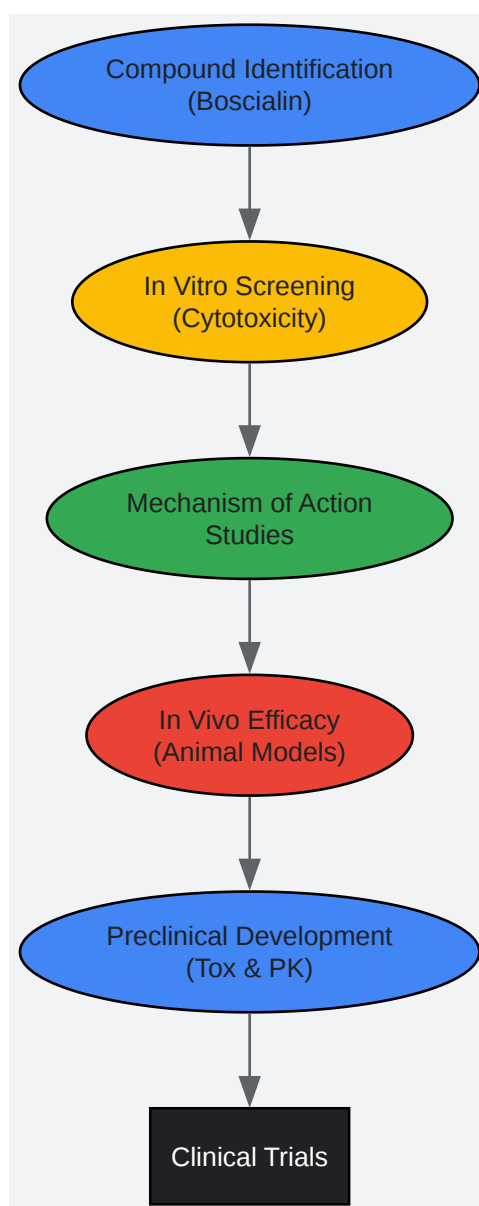 Compound Identification
(Boscialin)
In Vitro Screening
(Cytotoxicity)
Mechanism of Action
Studies
In Vivo Efficacy
(Animal Models)
Preclinical Development
(Tox & PK)
Clinical Trials